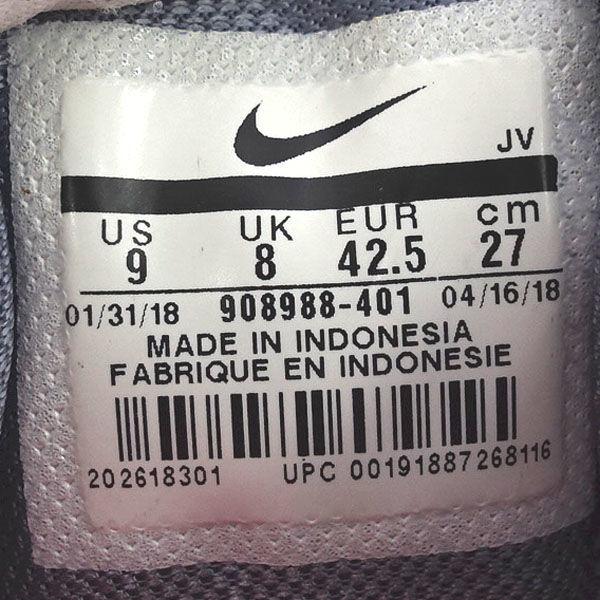 JV
US UK EUR cm
9 8 42.5 27
01/31/18 908988-401 04/16/18
MADE IN INDONESIA
FABRIQUE EN INDONESIE
202618301 UPC 00191887268116